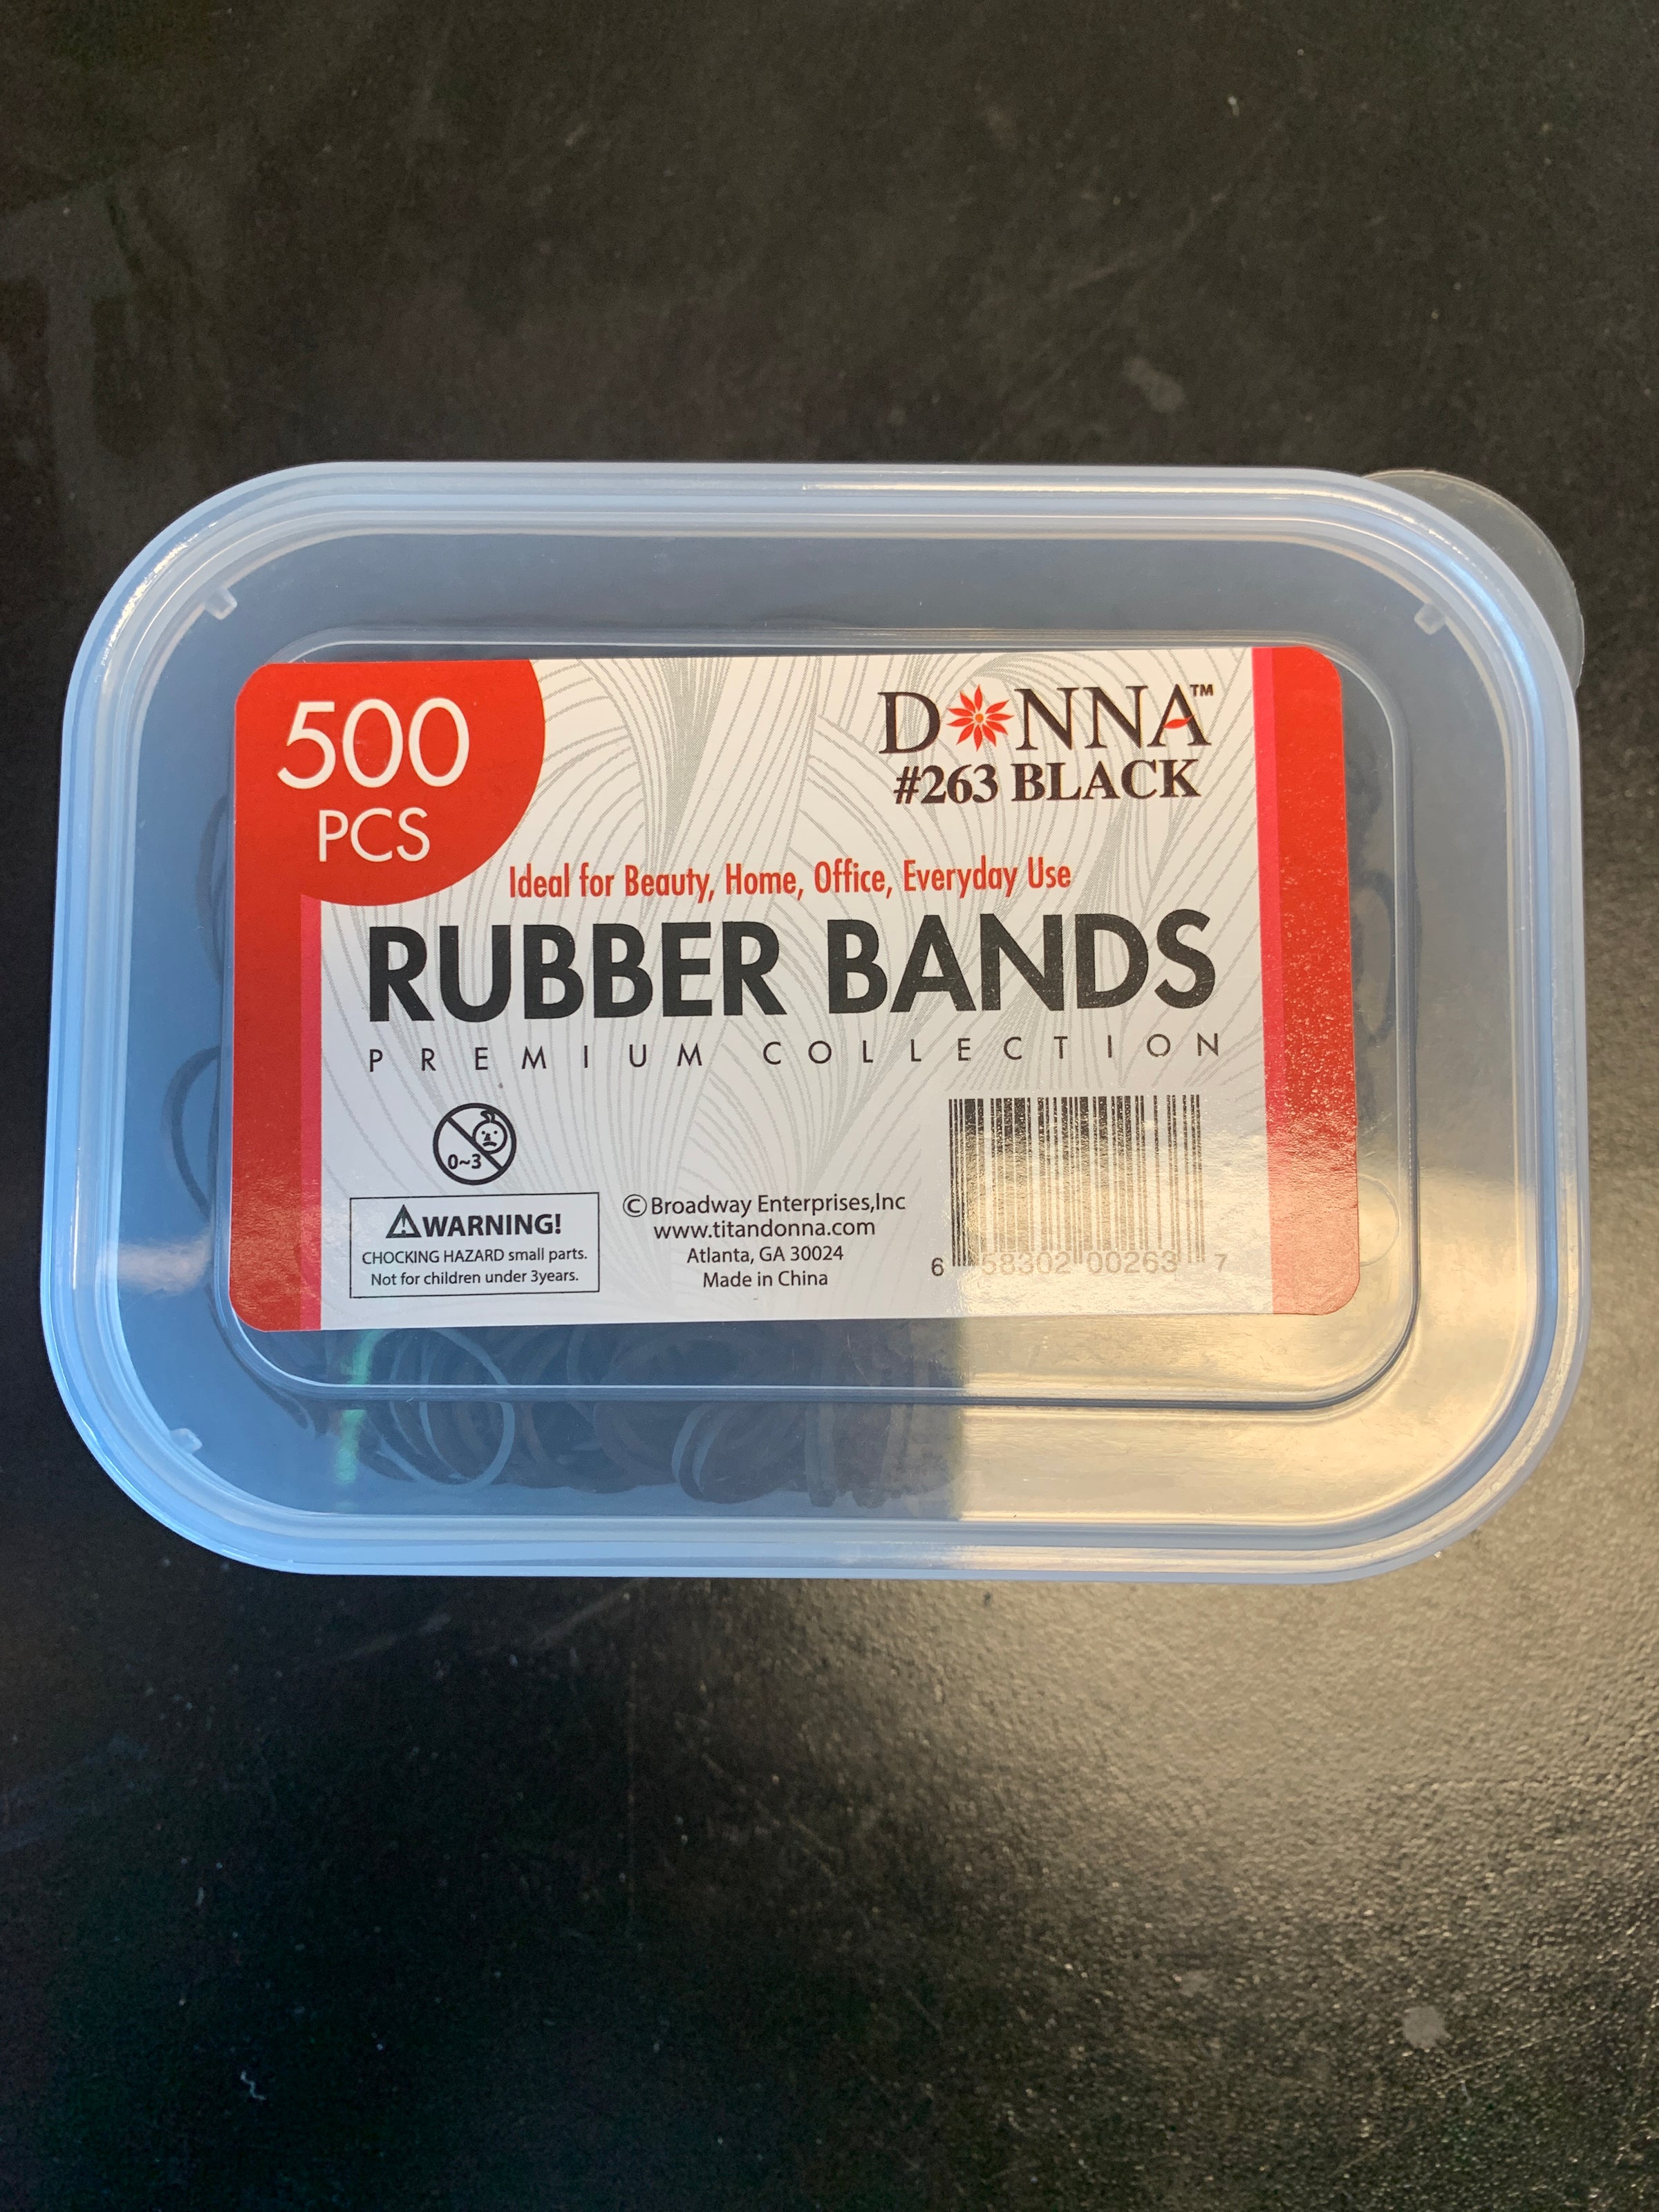 500
PCS
DONNA™
#263 BLACK
Ideal for Beauty, Home, Office, Everyday Use
RUBBER BANDS
PREMIUM COLLECTION
0~3
WARNING!
CHOCKING HAZARD small parts.
Not for children under 3years.
©Broadway Enterprises,Inc
www.titandonna.com
Atlanta, GA 30024
Made in China
6 58302 00263 7